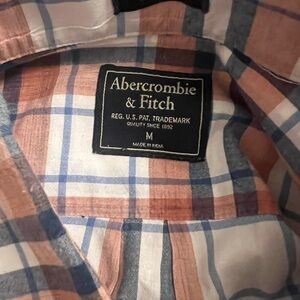 Abercrombie
& Fitch
REG. U.S. PAT. TRADEMARK
QUALITY SINCE 1892
M
MADE IN INDIA